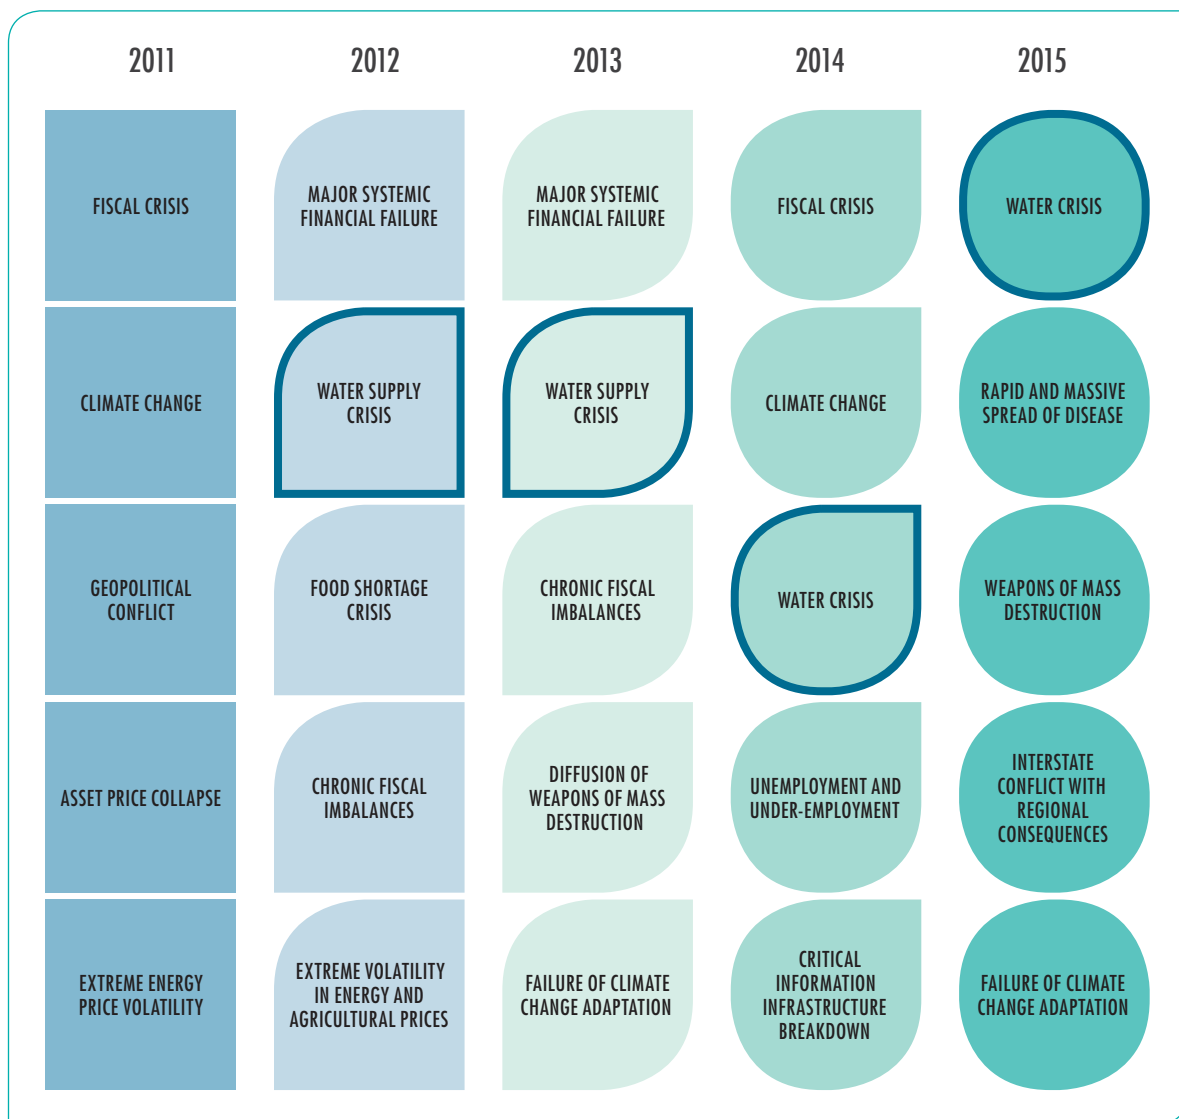 2011
2012
2013
2014
2015
FISCAL CRISIS
MAJOR SYSTEMIC
FINANCIAL FAILURE
MAJOR SYSTEMIC
FINANCIAL FAILURE
FISCAL CRISIS
WATER CRISIS
CLIMATE CHANGE
WATER SUPPLY
CRISIS
WATER SUPPLY
CRISIS
CLIMATE CHANGE
RAPID AND MASSIVE
SPREAD OF DISEASE
GEOPOLITICAL
CONFLICT
FOOD SHORTAGE
CRISIS
CHRONIC FISCAL
IMBALANCES
WATER CRISIS
WEAPONS OF MASS
DESTRUCTION
ASSET PRICE COLLAPSE
CHRONIC FISCAL
IMBALANCES
DIFFUSION OF
WEAPONS OF MASS
DESTRUCTION
UNEMPLOYMENT AND
UNDER-EMPLOYMENT
INTERSTATE
CONFLICT WITH
REGIONAL
CONSEQUENCES
EXTREME ENERGY
PRICE VOLATILITY
EXTREME VOLATILITY
IN ENERGY AND
AGRICULTURAL PRICES
FAILURE OF CLIMATE
CHANGE ADAPTATION
CRITICAL
INFORMATION
INFRASTRUCTURE
BREAKDOWN
FAILURE OF CLIMATE
CHANGE ADAPTATION